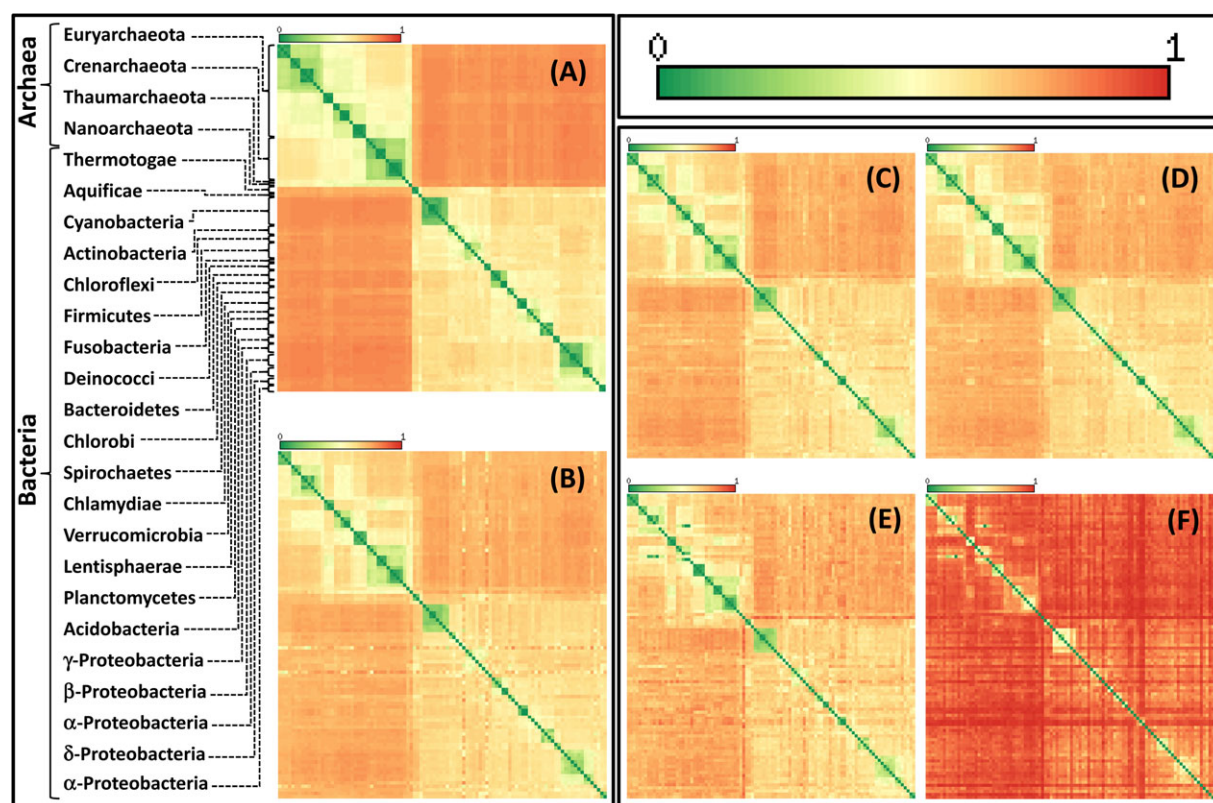 Archaea
Euryarchaeota
Crenarchaeota
Thaumarchaeota
Nanoarchaeota
Bacteria
Thermotogae
Aquificae
Cyanobacteria
Actinobacteria
Chloroflexi
Firmicutes
Fusobacteria
Deinococci
Bacteroidetes
Chlorobi
Spirochaetes
Chlamydiae
Verrucomicrobia
Lentisphaerae
Planctomycetes
Acidobacteria
γ-Proteobacteria
β-Proteobacteria
α-Proteobacteria
δ-Proteobacteria
α-Proteobacteria
0 1
(A)
0 1
(B)
0 1
0 1
(C)
0 1
(D)
0 1
(E)
0 1
(F)